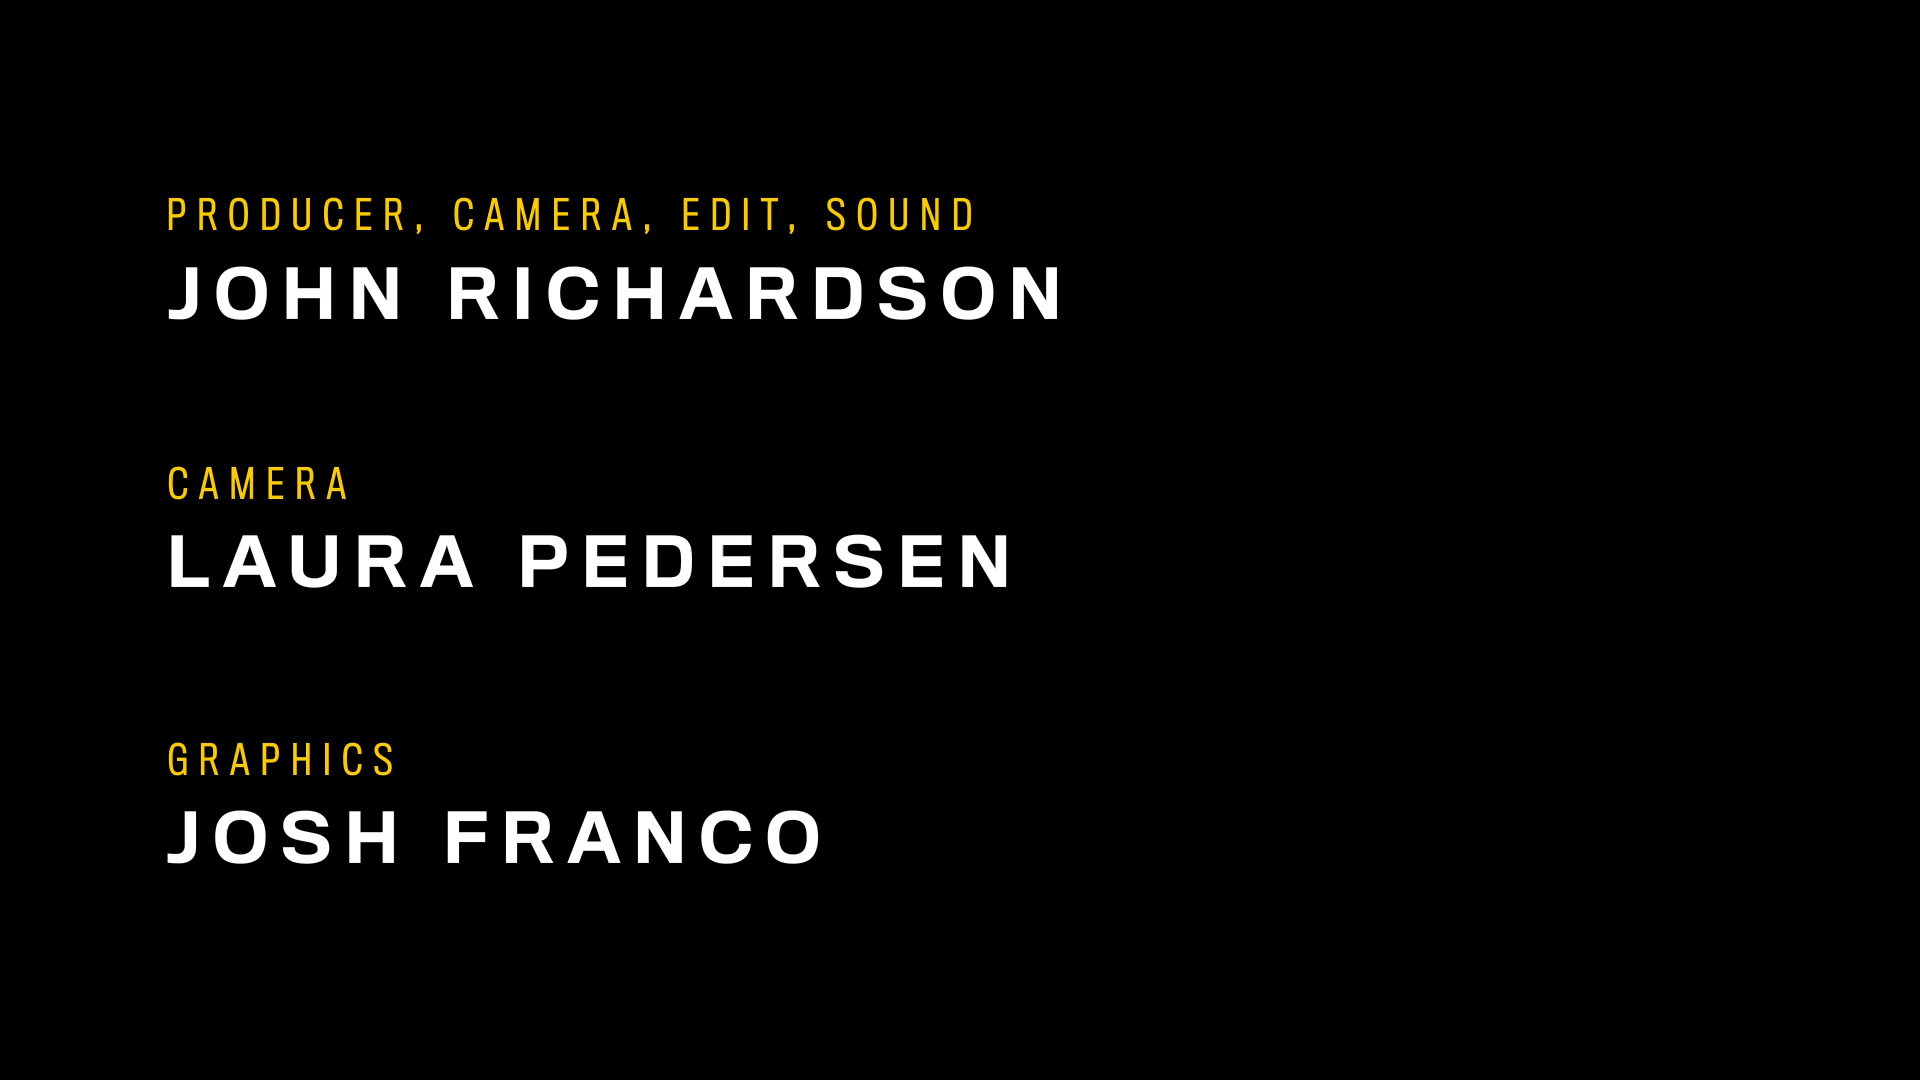 PRODUCER, CAMERA, EDIT, SOUND
JOHN RICHARDSON
CAMERA
LAURA PEDERSEN
GRAPHICS
JOSH FRANCO